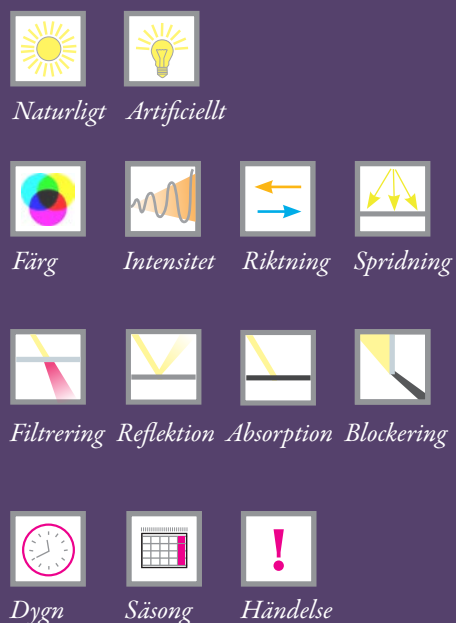 Naturligt Artificiellt
Färg Intensitet Riktning Spridning
Filtrering Reflektion Absorption Blockering
Dygn Säsong Händelse